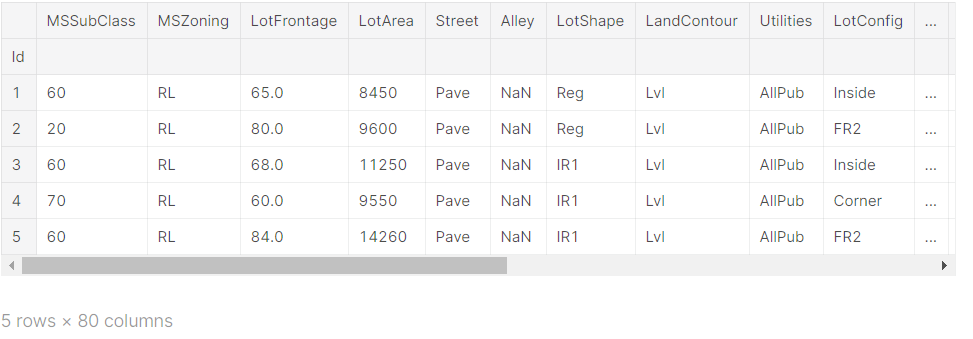 MSSubClass MSZoning LotFrontage LotArea Street Alley LotShape LandContour Utilities LotConfig ...
Id
1 60 RL 65.0 8450 Pave NaN Reg Lvl AllPub Inside ...
2 20 RL 80.0 9600 Pave NaN Reg Lvl AllPub FR2 ...
3 60 RL 68.0 11250 Pave NaN IR1 Lvl AllPub Inside ...
4 70 RL 60.0 9550 Pave NaN IR1 Lvl AllPub Corner ...
5 60 RL 84.0 14260 Pave NaN IR1 Lvl AllPub FR2 ...
5 rows × 80 columns